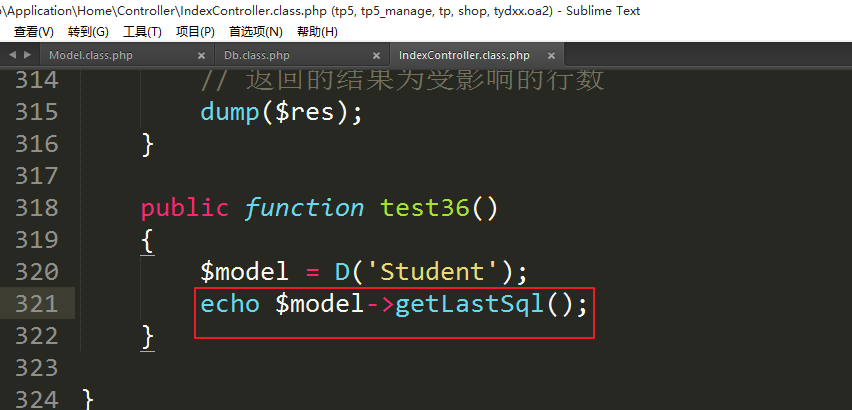 o\Application\Home\Controller\IndexController.class.php (tp5, tp5_manage, tp, shop, tydxx.oa2) - Sublime Text
查看(V) 转到(G) 工具(T) 项目(P) 首选项(N) 帮助(H)
Model.class.php × Db.class.php × IndexController.class.php ×
314 // 返回的结果为受影响的行数
315 dump($res);
316 }
317
318 public function test36()
319 {
320 $model = D('Student');
321 echo $model->getLastSql();
322 }
323
324 }